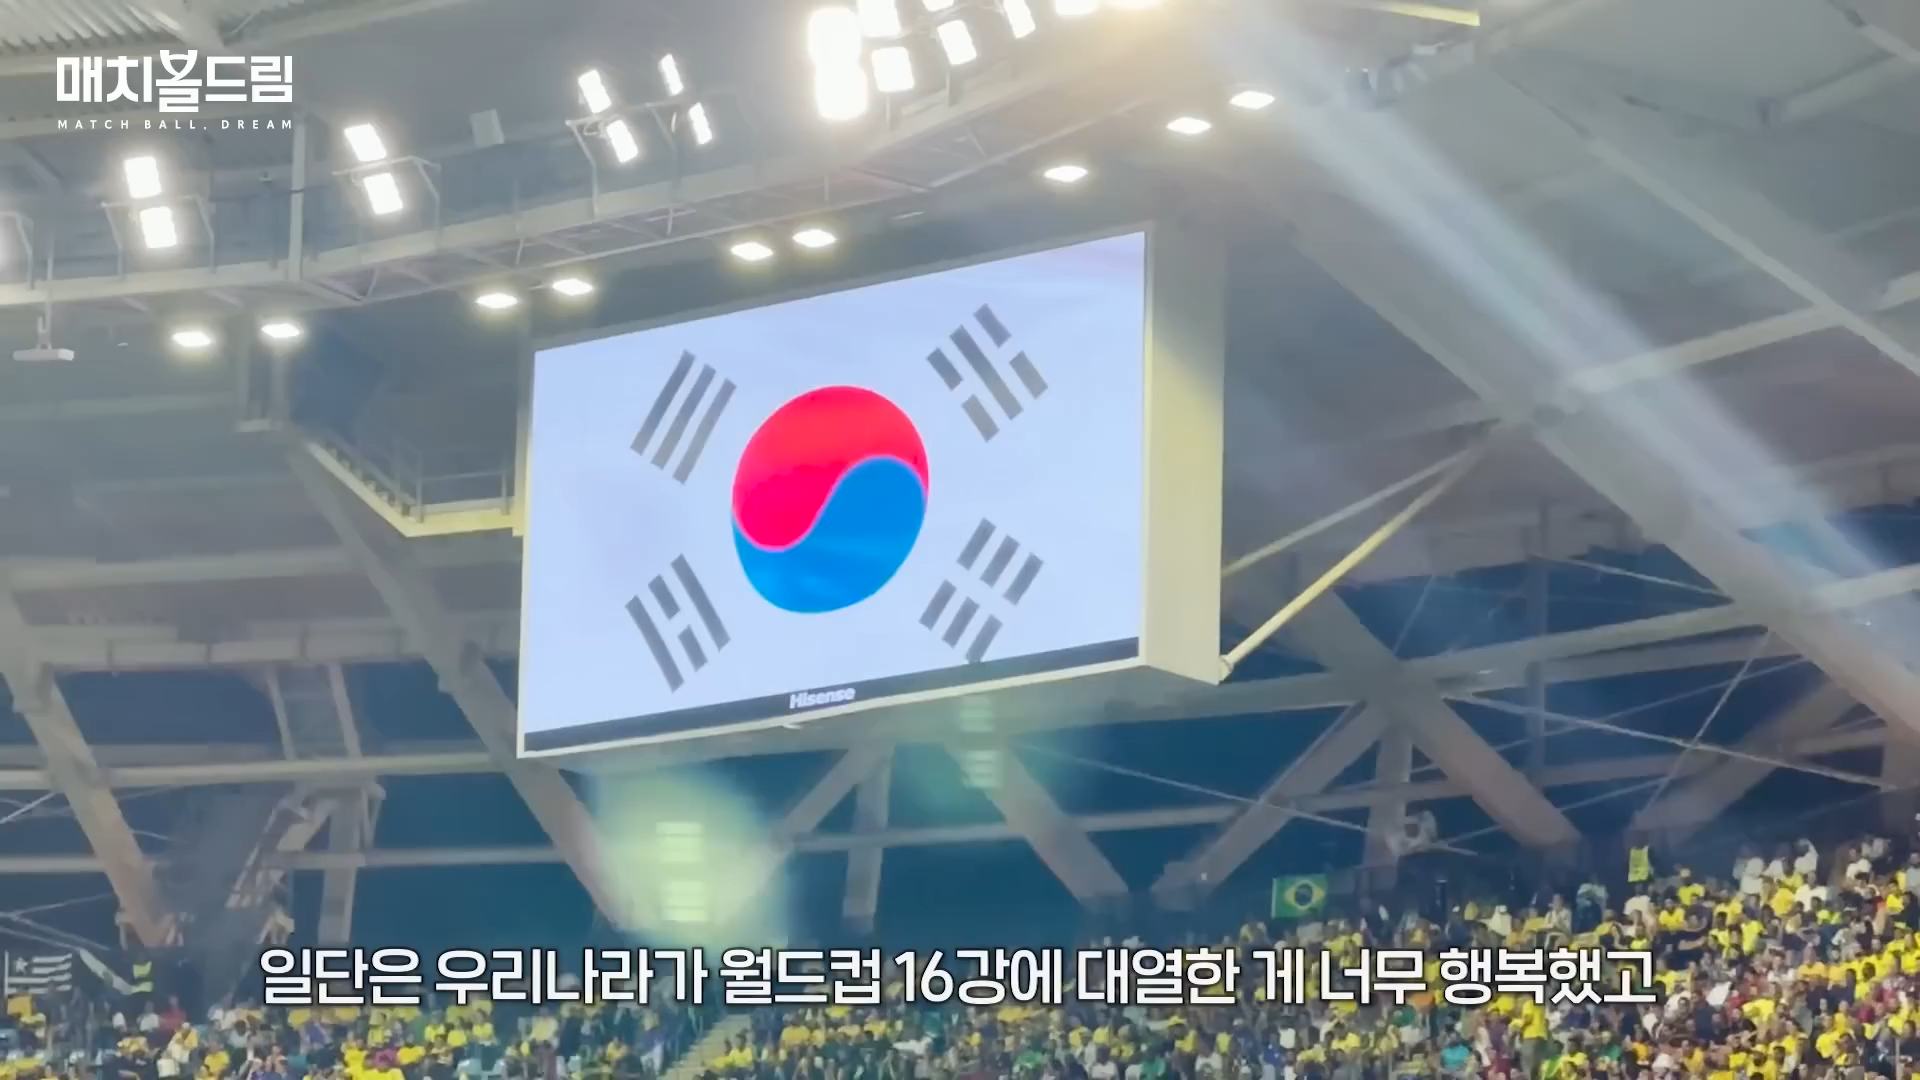 매치볼드림
MATCH BALL, DREAM
Hisense
일단은 우리나라가 월드컵 16강에 대열한 게 너무 행복했고